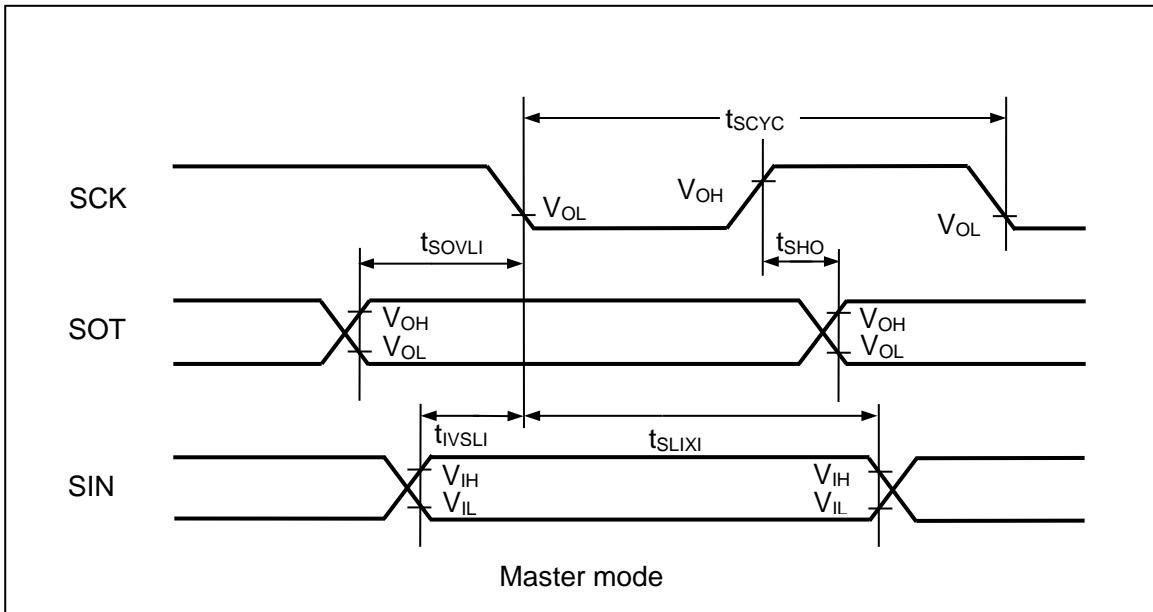 tSCYC
SCK
VOL
VOH
VOL
tSOVLI
tSHO
SOT
VOH
VOL
VOH
VOL
tIVSLI
tSLIXI
SIN
VIH
VIL
VIH
VIL
Master mode